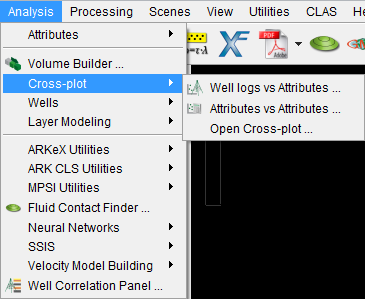 Analysis Processing Scenes View Utilities CLAS He
Attributes
Volume Builder ...
Cross-plot
Wells
Layer Modeling
ARKeX Utilities
ARK CLS Utilities
MPSI Utilities
Fluid Contact Finder ...
Neural Networks
SSIS
Velocity Model Building
Well Correlation Panel ...
Well logs vs Attributes ...
Attributes vs Attributes ...
Open Cross-plot ...
PDF